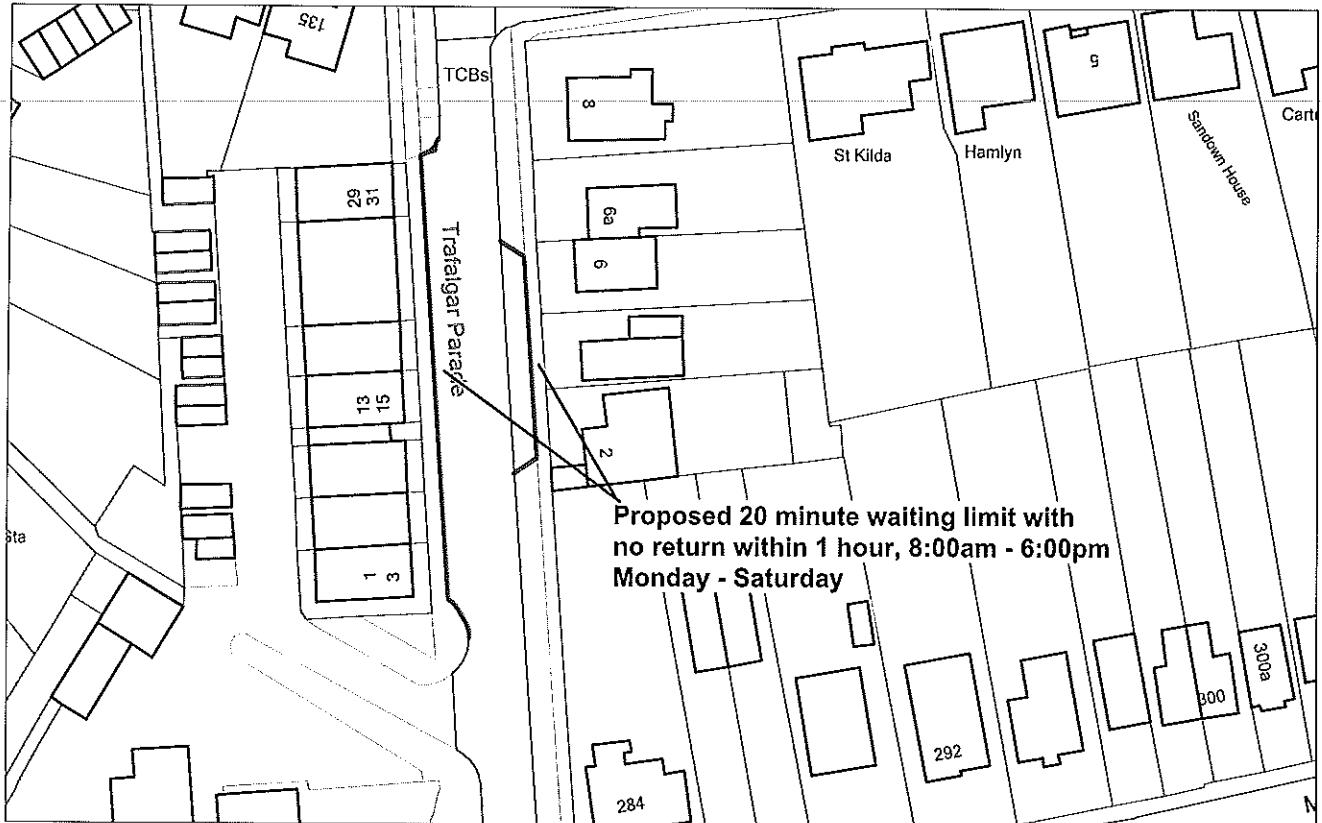 135
TCBs
8
5
St Kilda
Hamlyn
Sandown House
29
31
6a
6
Trafalgar Parade
13
15
2
Proposed 20 minute waiting limit with
no return within 1 hour, 8:00am - 6:00pm
Monday - Saturday
1
3
300a
300
292
284